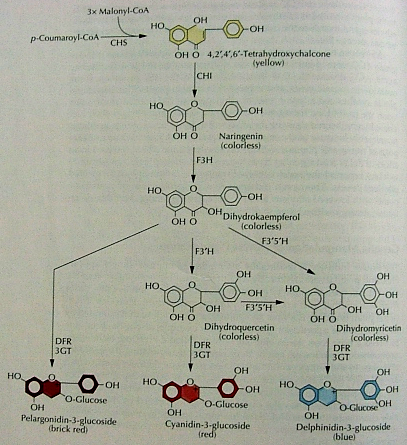 3× Malonyl-CoA
p-Coumaroyl-CoA
CHS
OH
HO
OH
OH O
4,2',4',6'-Tetrahydroxychalcone
(yellow)
CHI
HO
O
OH
OH O
Naringenin
(colorless)
F3H
HO
O
OH
OH
OH O
Dihydrokaempferol
(colorless)
F3'H
F3'5'H
OH
HO
O
OH
OH
OH O
Dihydroquercetin
(colorless)
F3'5'H
OH
HO
O
OH
OH
OH
OH O
Dihydromyricetin
(colorless)
DFR
3GT
DFR
3GT
DFR
3GT
HO
O
OH
O-Glucose
OH
Pelargonidin-3-glucoside
(brick red)
OH
HO
O
OH
O-Glucose
OH
Cyanidin-3-glucoside
(red)
OH
HO
O
OH
OH
O-Glucose
OH
Delphinidin-3-glucoside
(blue)